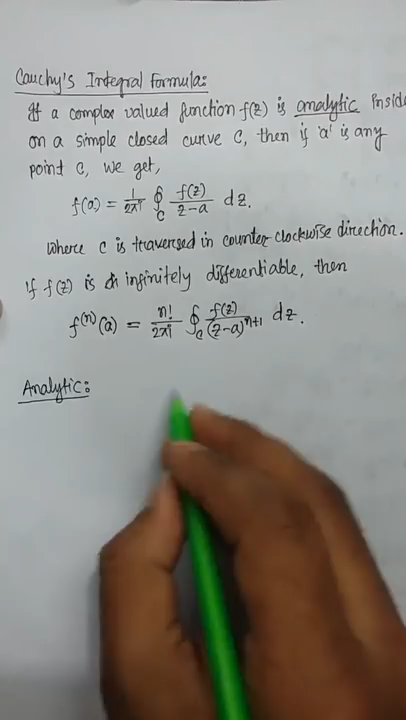 Cauchy's Integral Formula:
If a complex valued function f(z) is analytic inside
on a simple closed curve C, then if 'a' is any
point C, we get,
f(a) = 1/2πi ∮_C f(z)/z-a dz.
where C is traversed in counter clockwise direction.
If f(z) is infinitely differentiable, then
f^(n)(a) = n!/2πi ∮_C f(z)/(z-a)^n+1 dz.
Analytic: